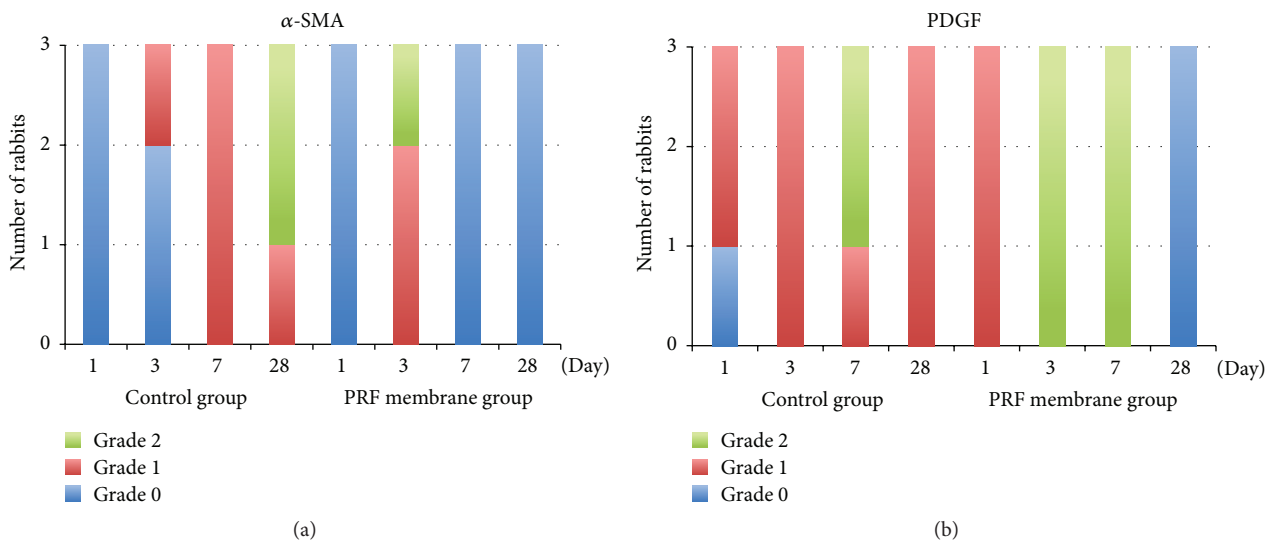 α-SMA
Number of rabbits
3
2
1
0
1 3 7 28 1 3 7 28 (Day)
Control group PRF membrane group
Grade 2
Grade 1
Grade 0
(a)
PDGF
Number of rabbits
3
2
1
0
1 3 7 28 1 3 7 28 (Day)
Control group PRF membrane group
Grade 2
Grade 1
Grade 0
(b)